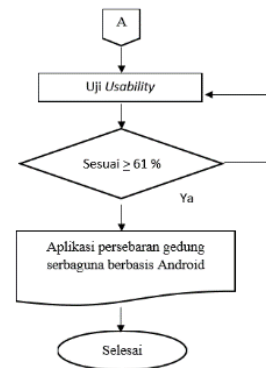 A
Uji Usability
Sesuai ≥ 61 %
Ya
Aplikasi persebaran gedung
serbaguna berbasis Android
Selesai